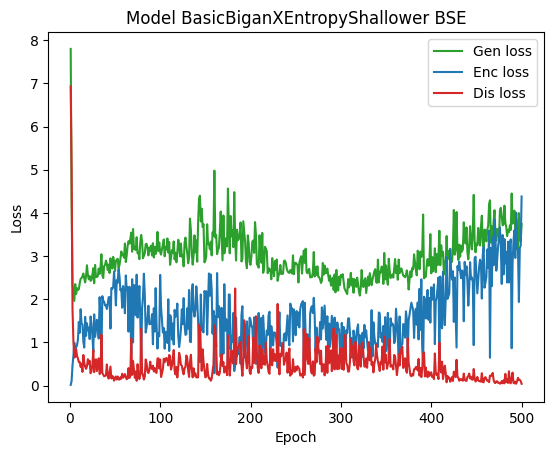 Model BasicBiganXEntropyShallower BSE
Gen loss
Enc loss
Dis loss
8
7
6
5
4
3
2
1
0
Loss
0 100 200 300 400 500
Epoch